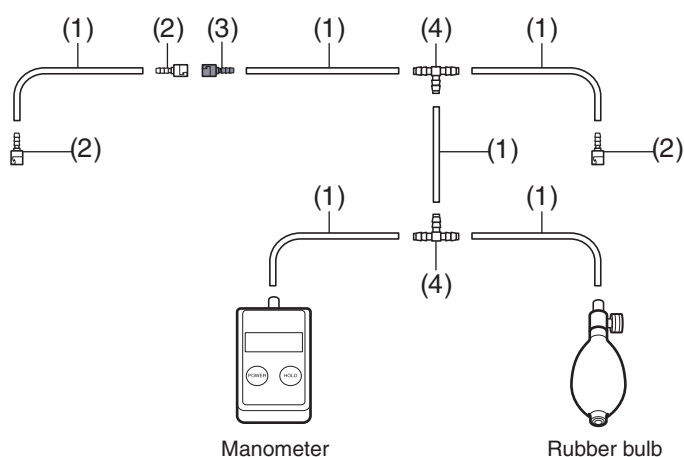 (1) (2) (3) (1) (4) (1)
(2) (1) (2)
(1) (1)
(4)
POWER HOLD
Manometer Rubber bulb